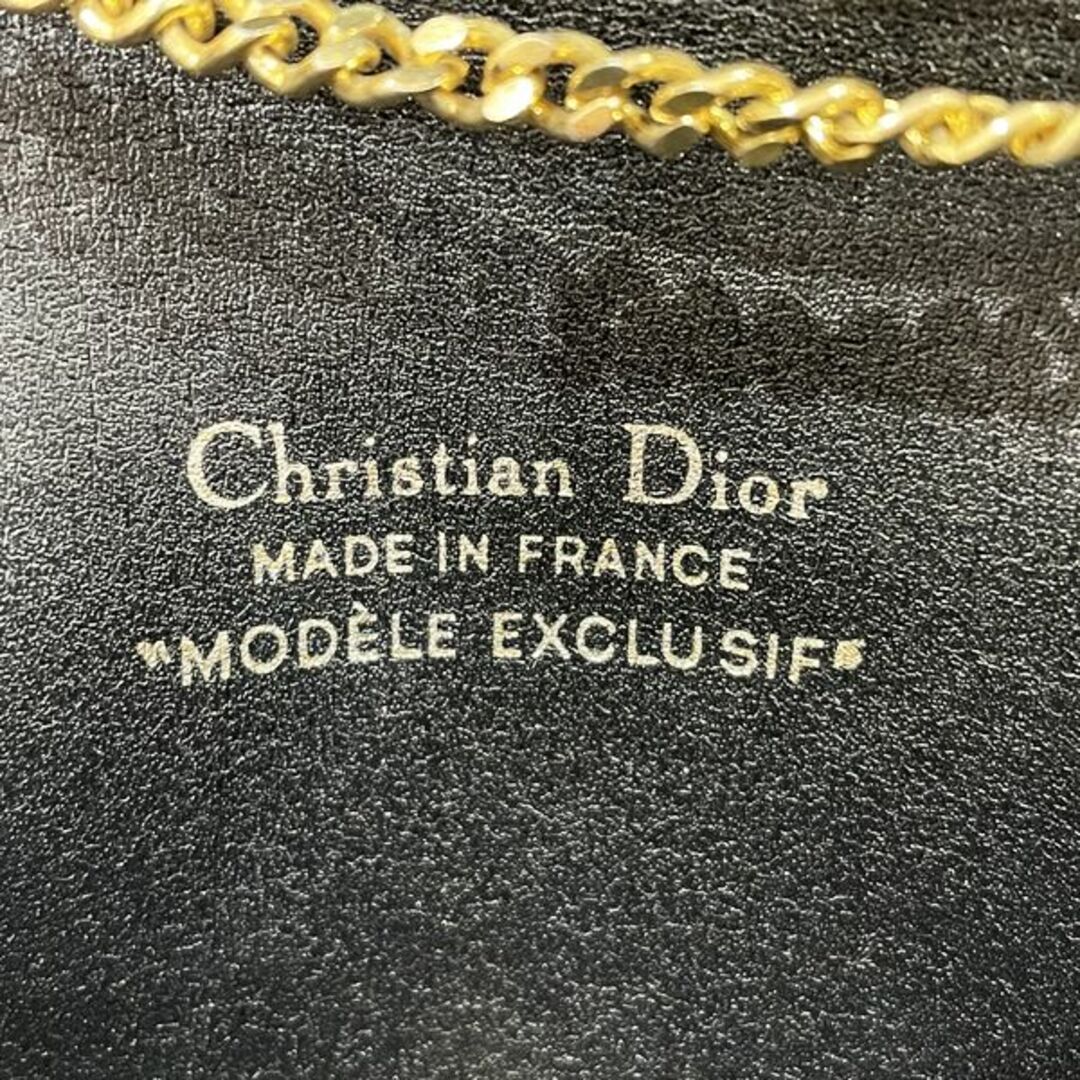 Christian Dior
MADE IN FRANCE
"MODÈLE EXCLUSIF"